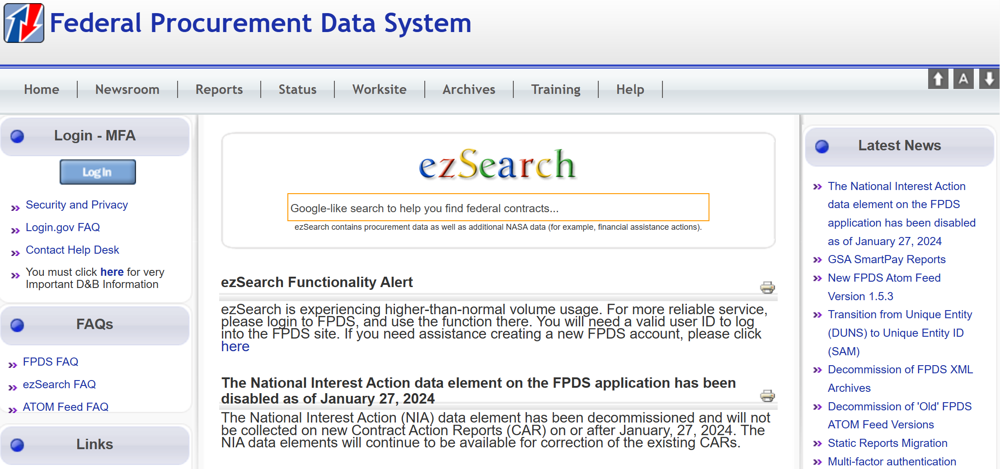 Federal Procurement Data System
Home
Newsroom
Reports
Status
Worksite
Archives
Training
Help
A
Login - MFA
Log In
Security and Privacy
Login.gov FAQ
Contact Help Desk
You must click here for very
Important D&B Information
FAQs
FPDS FAQ
ezSearch FAQ
ATOM Feed FAQ
Links
ezSearch
Google-like search to help you find federal contracts...
ezSearch contains procurement data as well as additional NASA data (for example, financial assistance actions).
ezSearch Functionality Alert
ezSearch is experiencing higher-than-normal volume usage. For more reliable service,
please login to FPDS, and use the function there. You will need a valid user ID to log
into the FPDS site. If you need assistance creating a new FPDS account, please click
here
The National Interest Action data element on the FPDS application has been
disabled as of January 27, 2024
The National Interest Action (NIA) data element has been decommissioned and will not
be collected on new Contract Action Reports (CAR) on or after January, 27, 2024. The
NIA data elements will continue to be available for correction of the existing CARs.
Latest News
The National Interest Action
data element on the FPDS
application has been disabled
as of January 27, 2024
GSA SmartPay Reports
New FPDS Atom Feed
Version 1.5.3
Transition from Unique Entity
(DUNS) to Unique Entity ID
(SAM)
Decommission of FPDS XML
Archives
Decommission of 'Old' FPDS
ATOM Feed Versions
Static Reports Migration
Multi-factor authentication